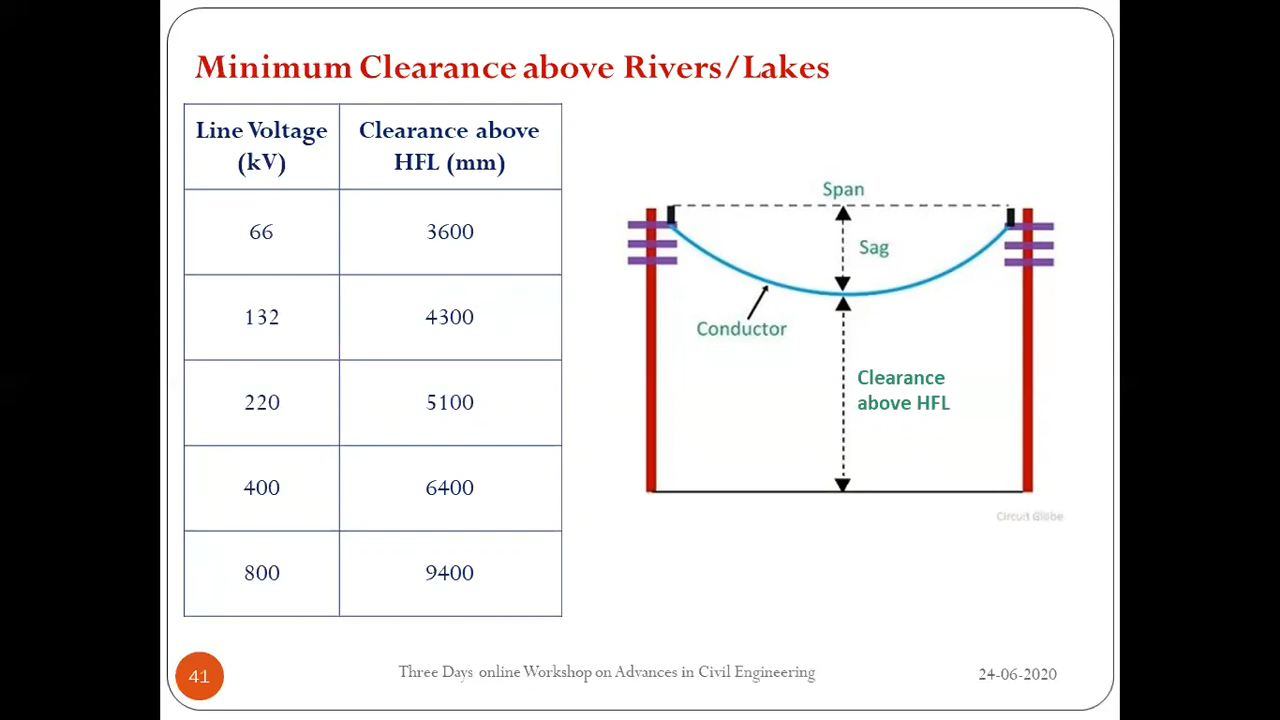 Minimum Clearance above Rivers/Lakes
Line Voltage
(kV)
Clearance above
HFL (mm)
66
3600
132
4300
220
5100
400
6400
800
9400
Span
Sag
Conductor
Clearance
above HFL
Circuit Globe
41
Three Days online Workshop on Advances in Civil Engineering
24-06-2020